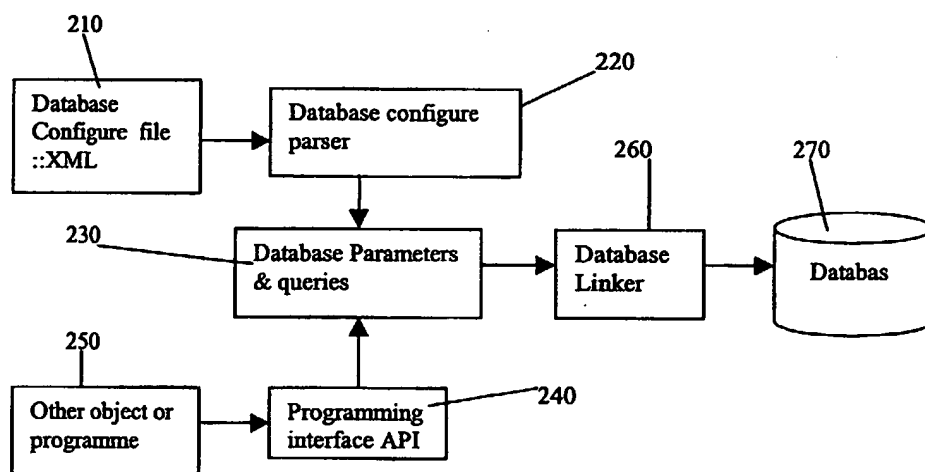 210
220
Database
Configure file
::XML
Database configure
parser
260
270
230
Database Parameters
& queries
Database
Linker
Databas
250
240
Other object or
programme
Programming
interface API